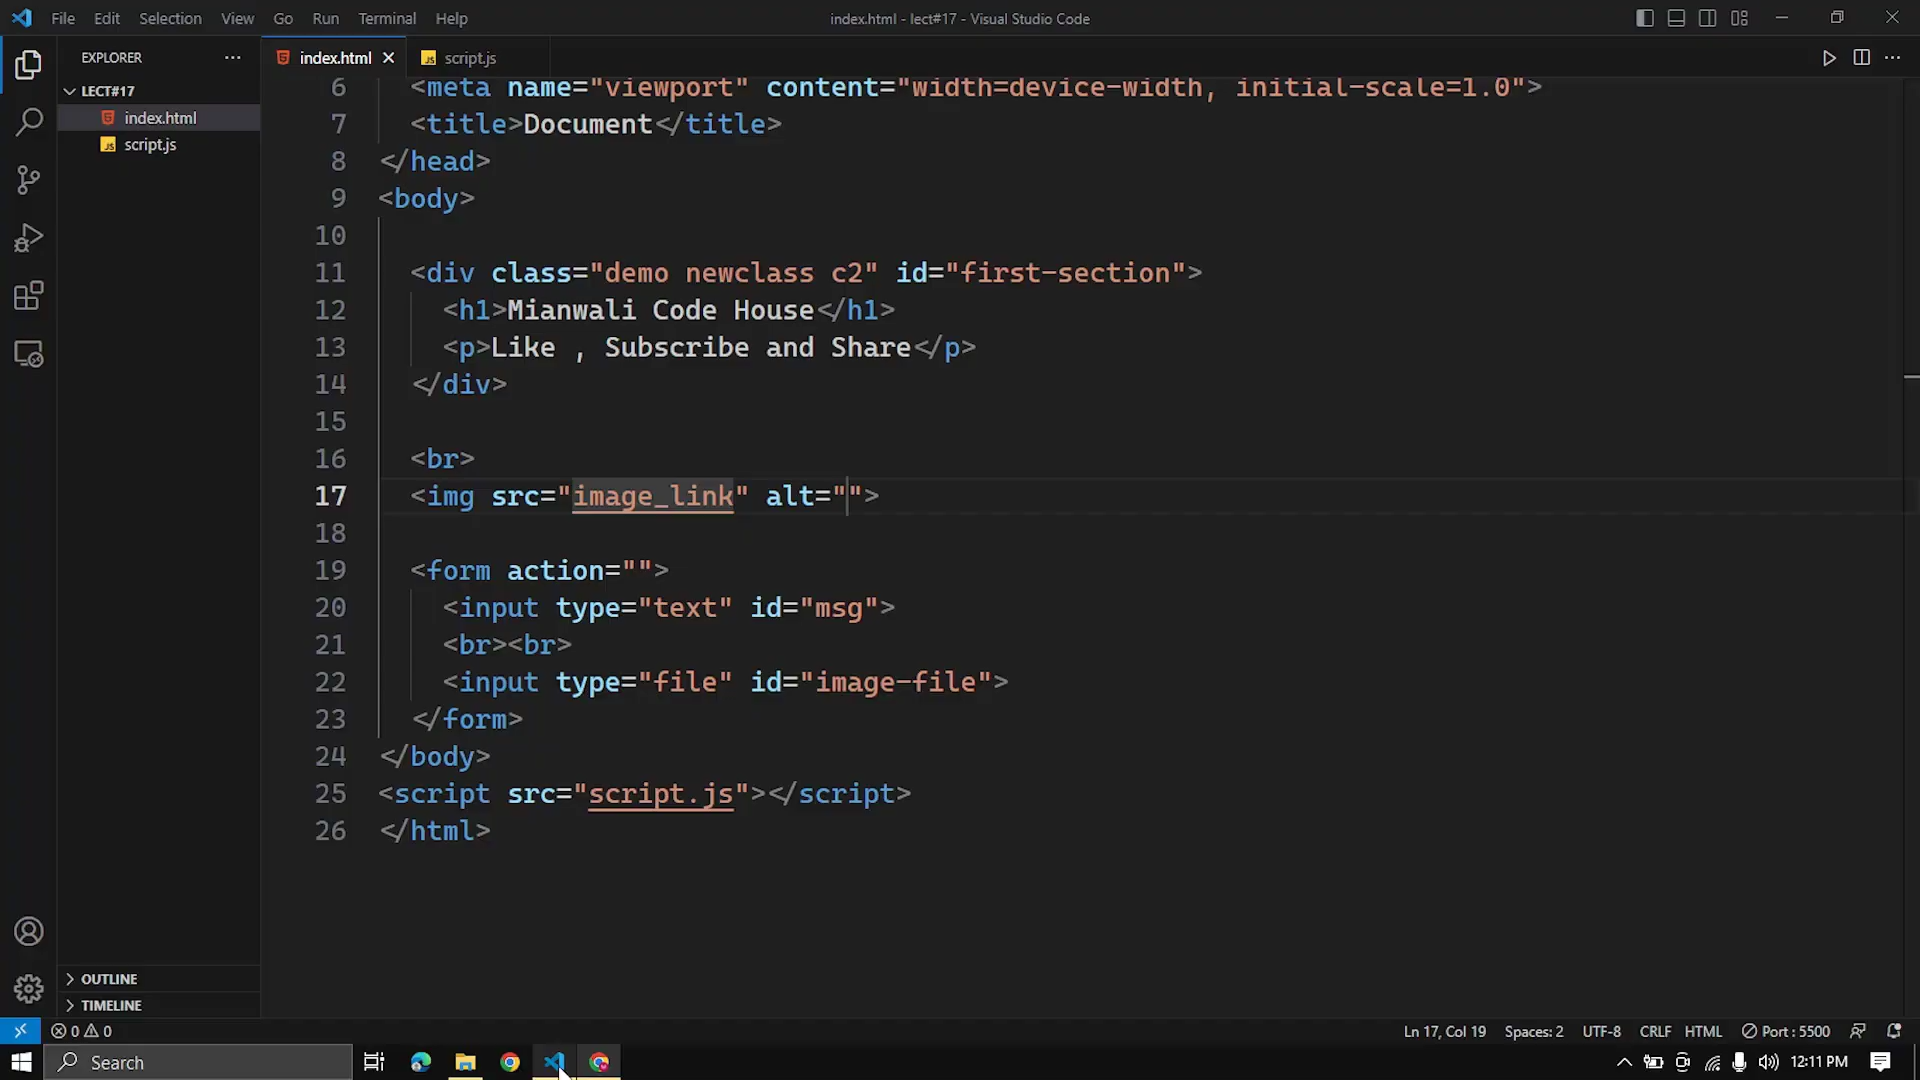 File Edit Selection View Go Run Terminal Help
index.html - lect#17 - Visual Studio Code
EXPLORER
LECT#17
index.html
script.js
index.html
script.js
6 <meta name="viewport" content="width=device-width, initial-scale=1.0">
7 <title>Document</title>
8 </head>
9 <body>
10
11 <div class="demo newclass c2" id="first-section">
12 <h1>Mianwali Code House</h1>
13 <p>Like , Subscribe and Share</p>
14 </div>
15
16 <br>
17 <img src="image_link" alt="">
18
19 <form action="">
20 <input type="text" id="msg">
21 <br><br>
22 <input type="file" id="image-file">
23 </form>
24 </body>
25 <script src="script.js"></script>
26 </html>
OUTLINE
TIMELINE
0 0
Ln 17, Col 19 Spaces: 2 UTF-8 CRLF HTML Port : 5500
Search
12:11 PM